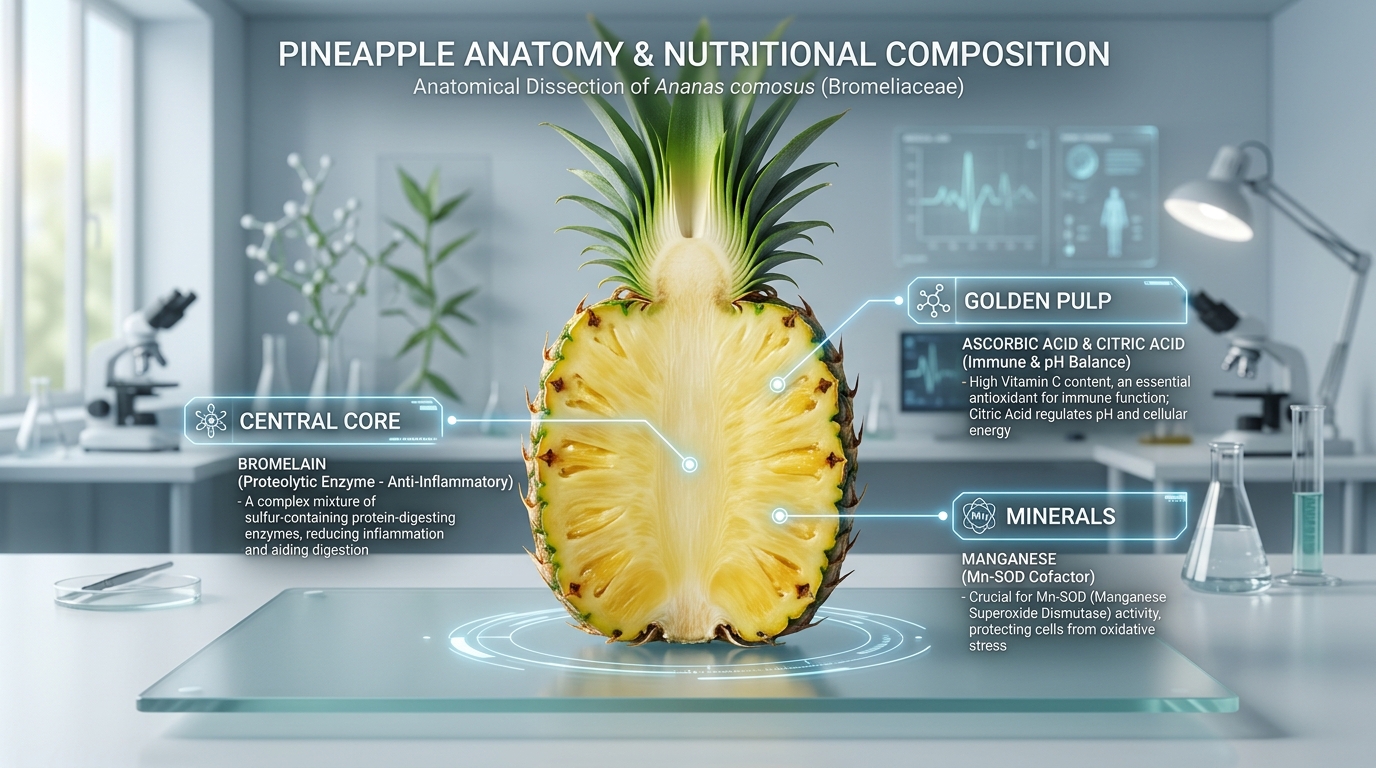 PINEAPPLE ANATOMY & NUTRITIONAL COMPOSITION
Anatomical Dissection of Ananas comosus (Bromeliaceae)
GOLDEN PULP
ASCORBIC ACID & CITRIC ACID
(Immune & pH Balance)
- High Vitamin C content, an essential
antioxidant for immune function;
Citric Acid regulates pH and cellular
energy
CENTRAL CORE
BROMELAIN
(Proteolytic Enzyme - Anti-Inflammatory)
- A complex mixture of
sulfur-containing protein-digesting
enzymes, reducing inflammation
and aiding digestion
MINERALS
MANGANESE
(Mn-SOD Cofactor)
- Crucial for Mn-SOD (Manganese
Superoxide Dismutase) activity,
protecting cells from oxidative
stress